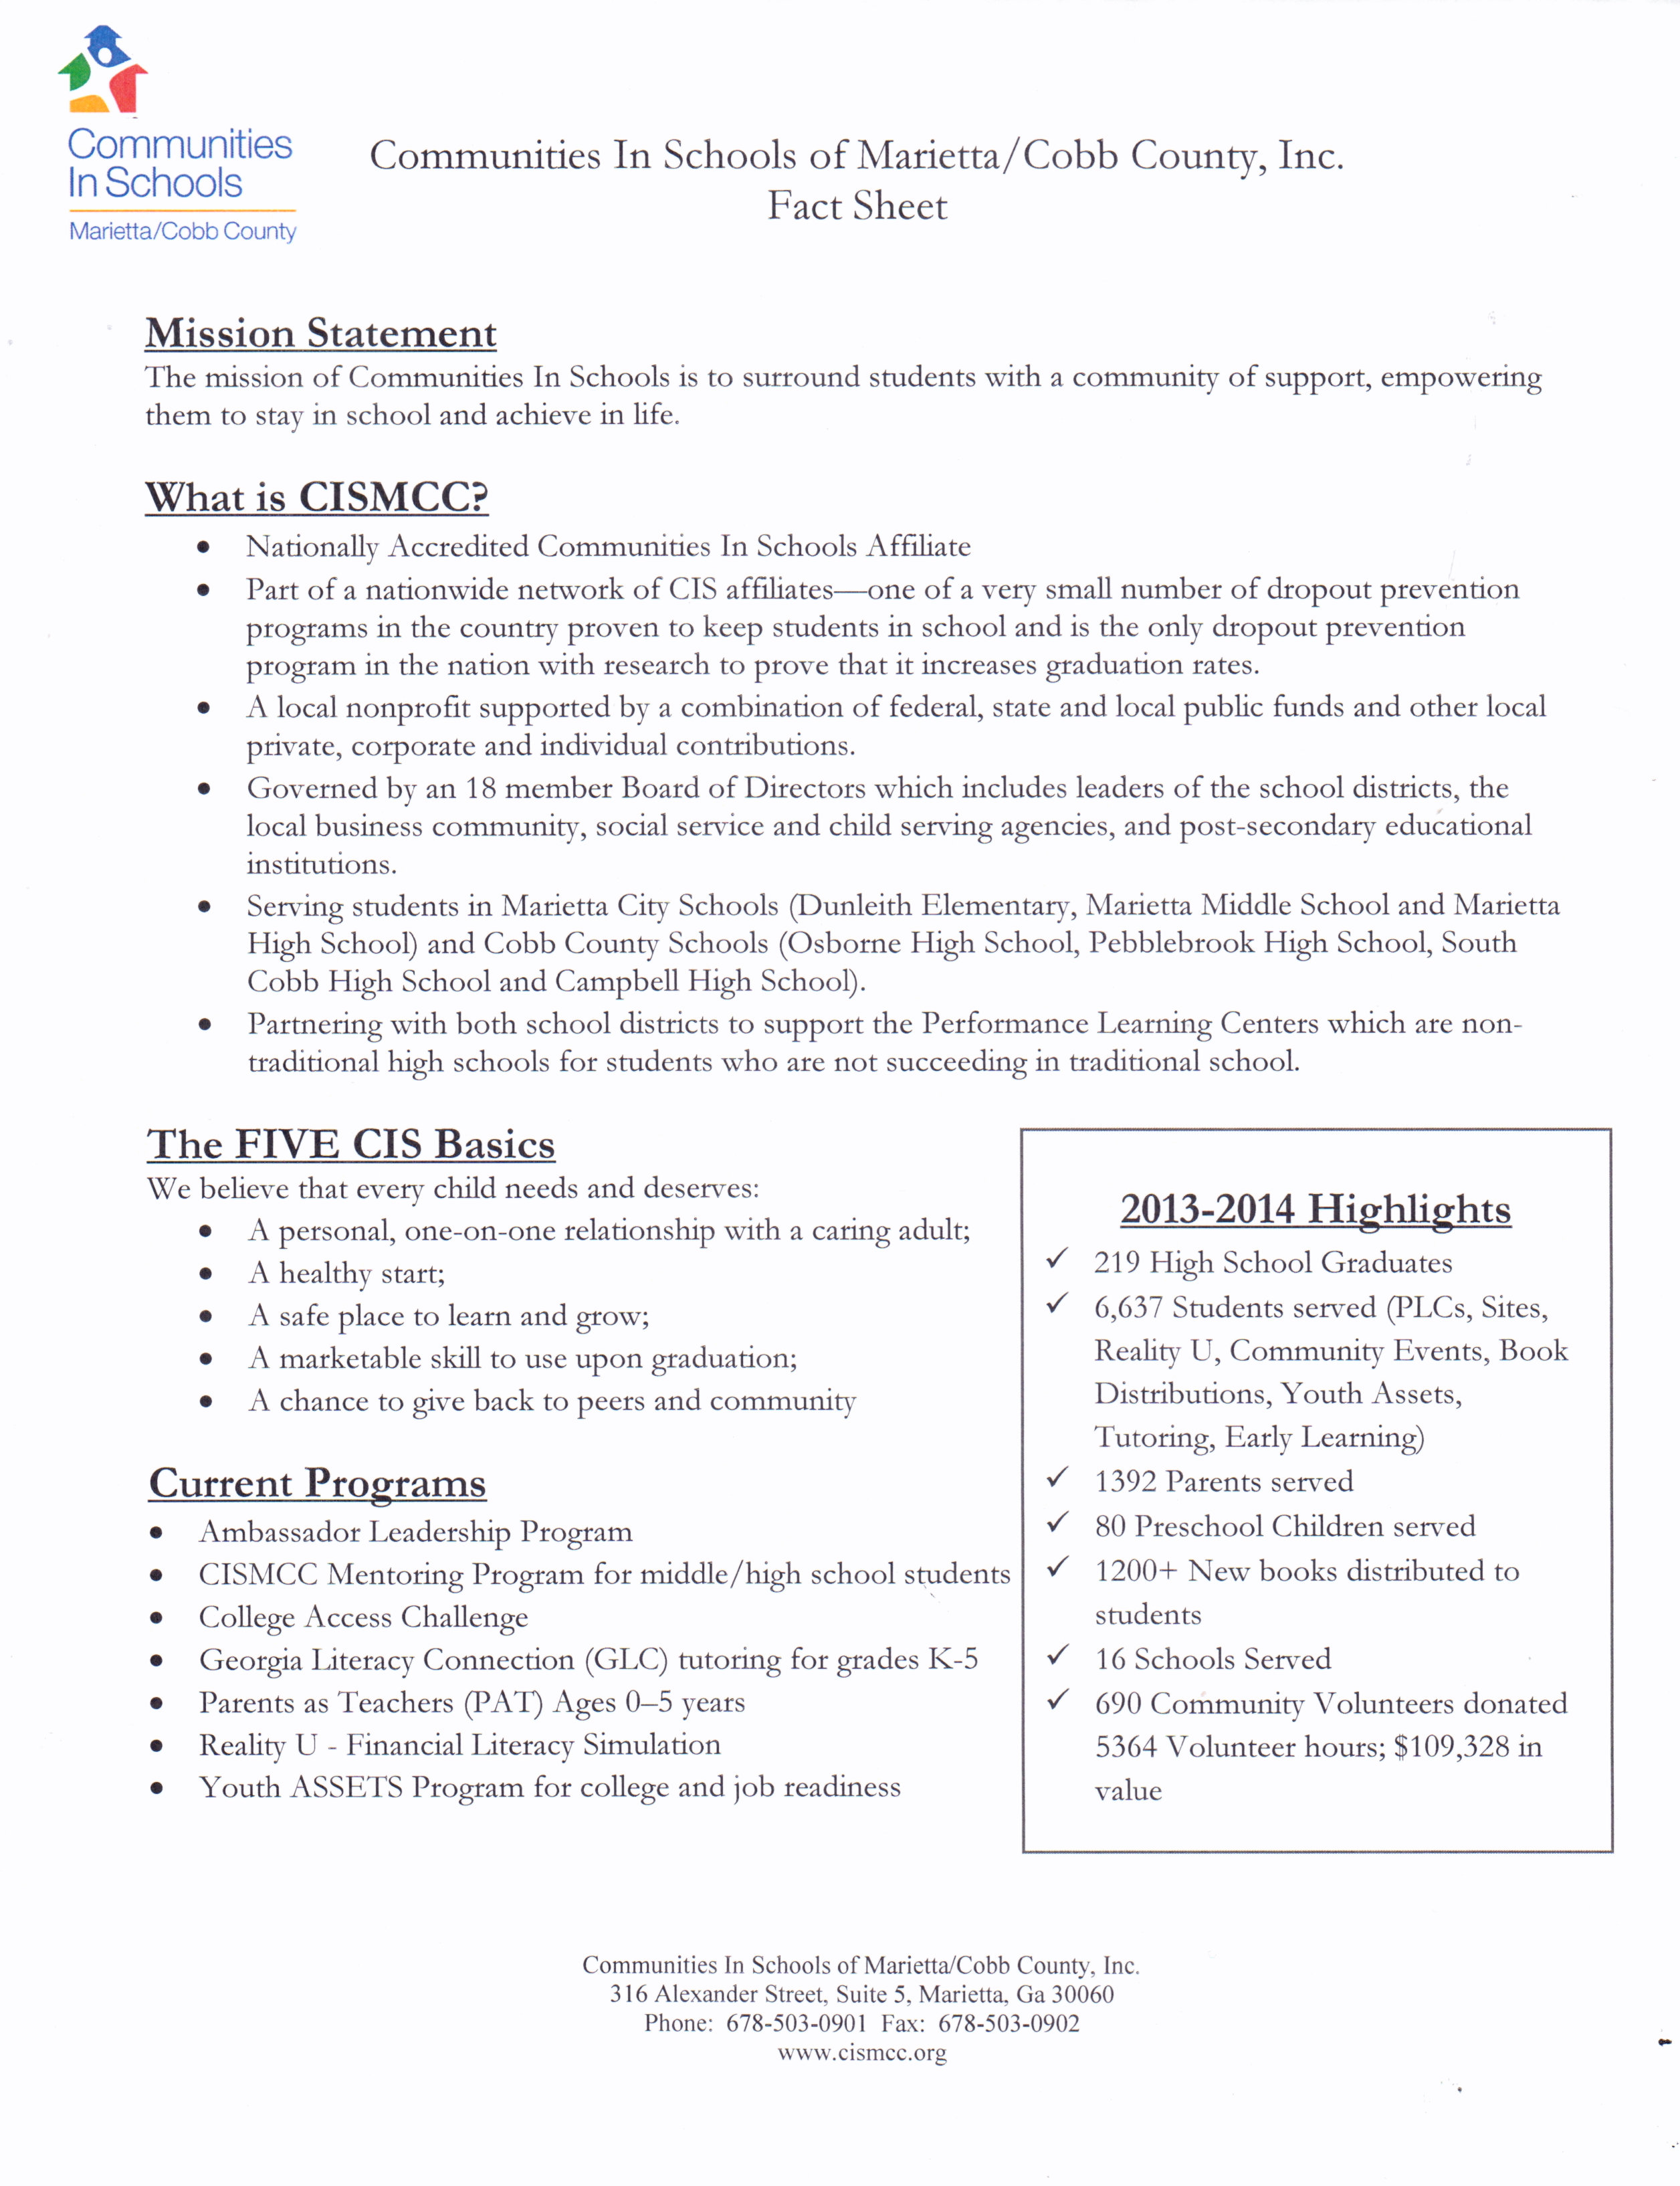 Communities
In Schools
Marietta/Cobb County
Communities In Schools of Marietta/Cobb County, Inc.
Fact Sheet
Mission Statement
The mission of Communities In Schools is to surround students with a community of support, empowering
them to stay in school and achieve in life.
What is CISMCC?
• Nationally Accredited Communities In Schools Affiliate
• Part of a nationwide network of CIS affiliates—one of a very small number of dropout prevention
programs in the country proven to keep students in school and is the only dropout prevention
program in the nation with research to prove that it increases graduation rates.
• A local nonprofit supported by a combination of federal, state and local public funds and other local
private, corporate and individual contributions.
• Governed by an 18 member Board of Directors which includes leaders of the school districts, the
local business community, social service and child serving agencies, and post-secondary educational
institutions.
• Serving students in Marietta City Schools (Dunleith Elementary, Marietta Middle School and Marietta
High School) and Cobb County Schools (Osborne High School, Pebblebrook High School, South
Cobb High School and Campbell High School).
• Partnering with both school districts to support the Performance Learning Centers which are non-
traditional high schools for students who are not succeeding in traditional school.
The FIVE CIS Basics
We believe that every child needs and deserves:
• A personal, one-on-one relationship with a caring adult;
• A healthy start;
• A safe place to learn and grow;
• A marketable skill to use upon graduation;
• A chance to give back to peers and community
Current Programs
• Ambassador Leadership Program
• CISMCC Mentoring Program for middle/high school students
• College Access Challenge
• Georgia Literacy Connection (GLC) tutoring for grades K-5
• Parents as Teachers (PAT) Ages 0–5 years
• Reality U - Financial Literacy Simulation
• Youth ASSETS Program for college and job readiness
2013-2014 Highlights
✓ 219 High School Graduates
✓ 6,637 Students served (PLCs, Sites,
Reality U, Community Events, Book
Distributions, Youth Assets,
Tutoring, Early Learning)
✓ 1392 Parents served
✓ 80 Preschool Children served
✓ 1200+ New books distributed to
students
✓ 16 Schools Served
✓ 690 Community Volunteers donated
5364 Volunteer hours; $109,328 in
value
Communities In Schools of Marietta/Cobb County, Inc.
316 Alexander Street, Suite 5, Marietta, Ga 30060
Phone: 678-503-0901 Fax: 678-503-0902
www.cismcc.org